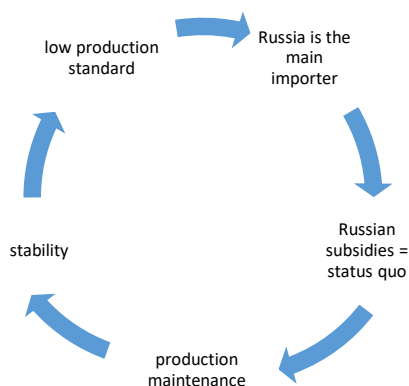 low production
standard
Russia is the
main
importer
Russian
subsidies =
status quo
production
maintenance
stability